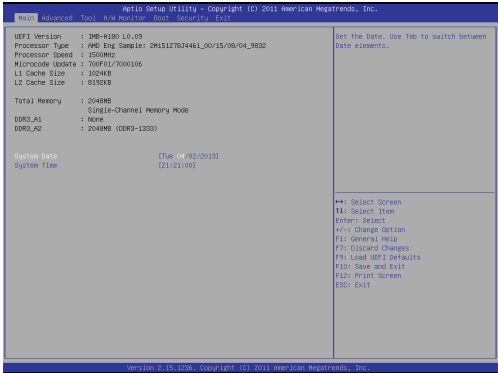 Aptio Setup Utility - Copyright (C) 2011 American Megatrends, Inc.
Main Advanced Tool H/W Monitor Boot Security Exit
UEFI Version : IMB-A180 L0.09
Processor Type : AMD Eng Sample: 2M151278J4461_00/15/08/04_9832
Processor Speed : 1500MHz
Microcode Update : 700F01/7000106
L1 Cache Size : 1024KB
L2 Cache Size : 8192KB
Total Memory : 2048MB
Single-Channel Memory Mode
DDR3_A1 : None
DDR3_A2 : 2048MB (DDR3-1333)
System Date [Tue 04/02/2013]
System Time [21:21:00]
Set the Date. Use Tab to switch between
Date elements.
↔: Select Screen
↑↓: Select Item
Enter: Select
+/-: Change Option
F1: General Help
F7: Discard Changes
F9: Load UEFI Defaults
F10: Save and Exit
F12: Print Screen
ESC: Exit
Version 2.15.1236. Copyright (C) 2011 American Megatrends, Inc.